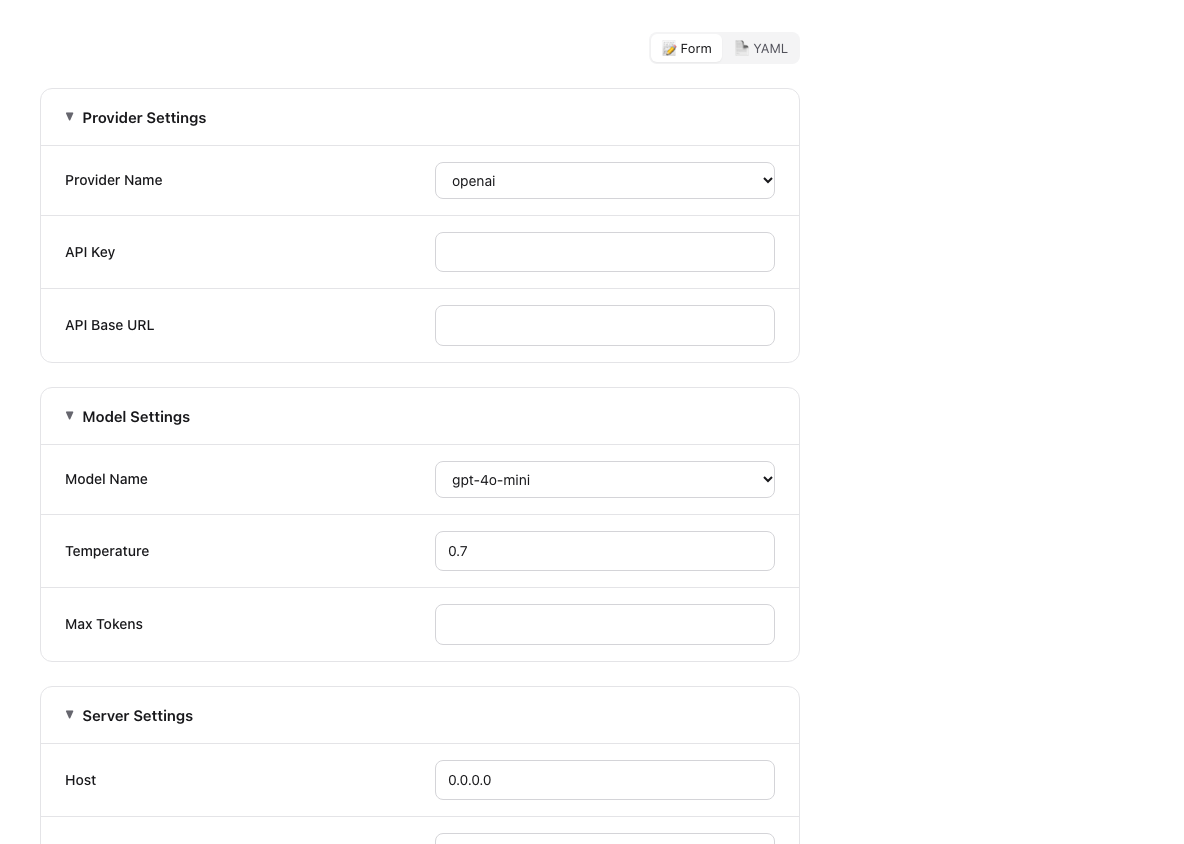 Form YAML
Provider Settings
Provider Name openai
API Key
API Base URL
Model Settings
Model Name gpt-4o-mini
Temperature 0.7
Max Tokens
Server Settings
Host 0.0.0.0